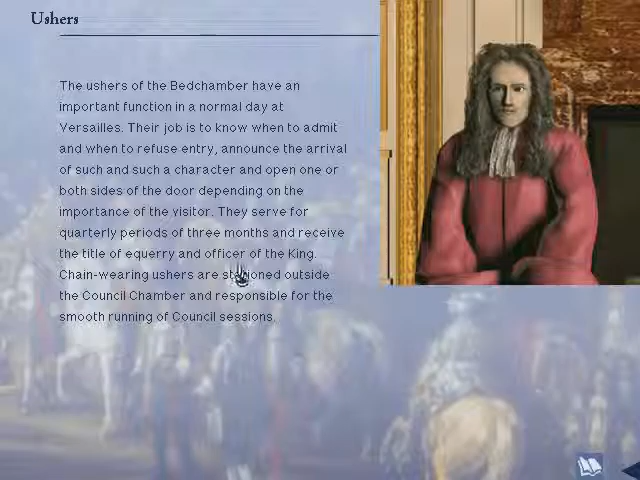 Ushers
The ushers of the Bedchamber have an
important function in a normal day at
Versailles. Their job is to know when to admit
and when to refuse entry, announce the arrival
of such and such a character and open one or
both sides of the door depending on the
importance of the visitor. They serve for
quarterly periods of three months and receive
the title of equerry and officer of the King.
Chain-wearing ushers are stationed outside
the Council Chamber and responsible for the
smooth running of Council sessions.